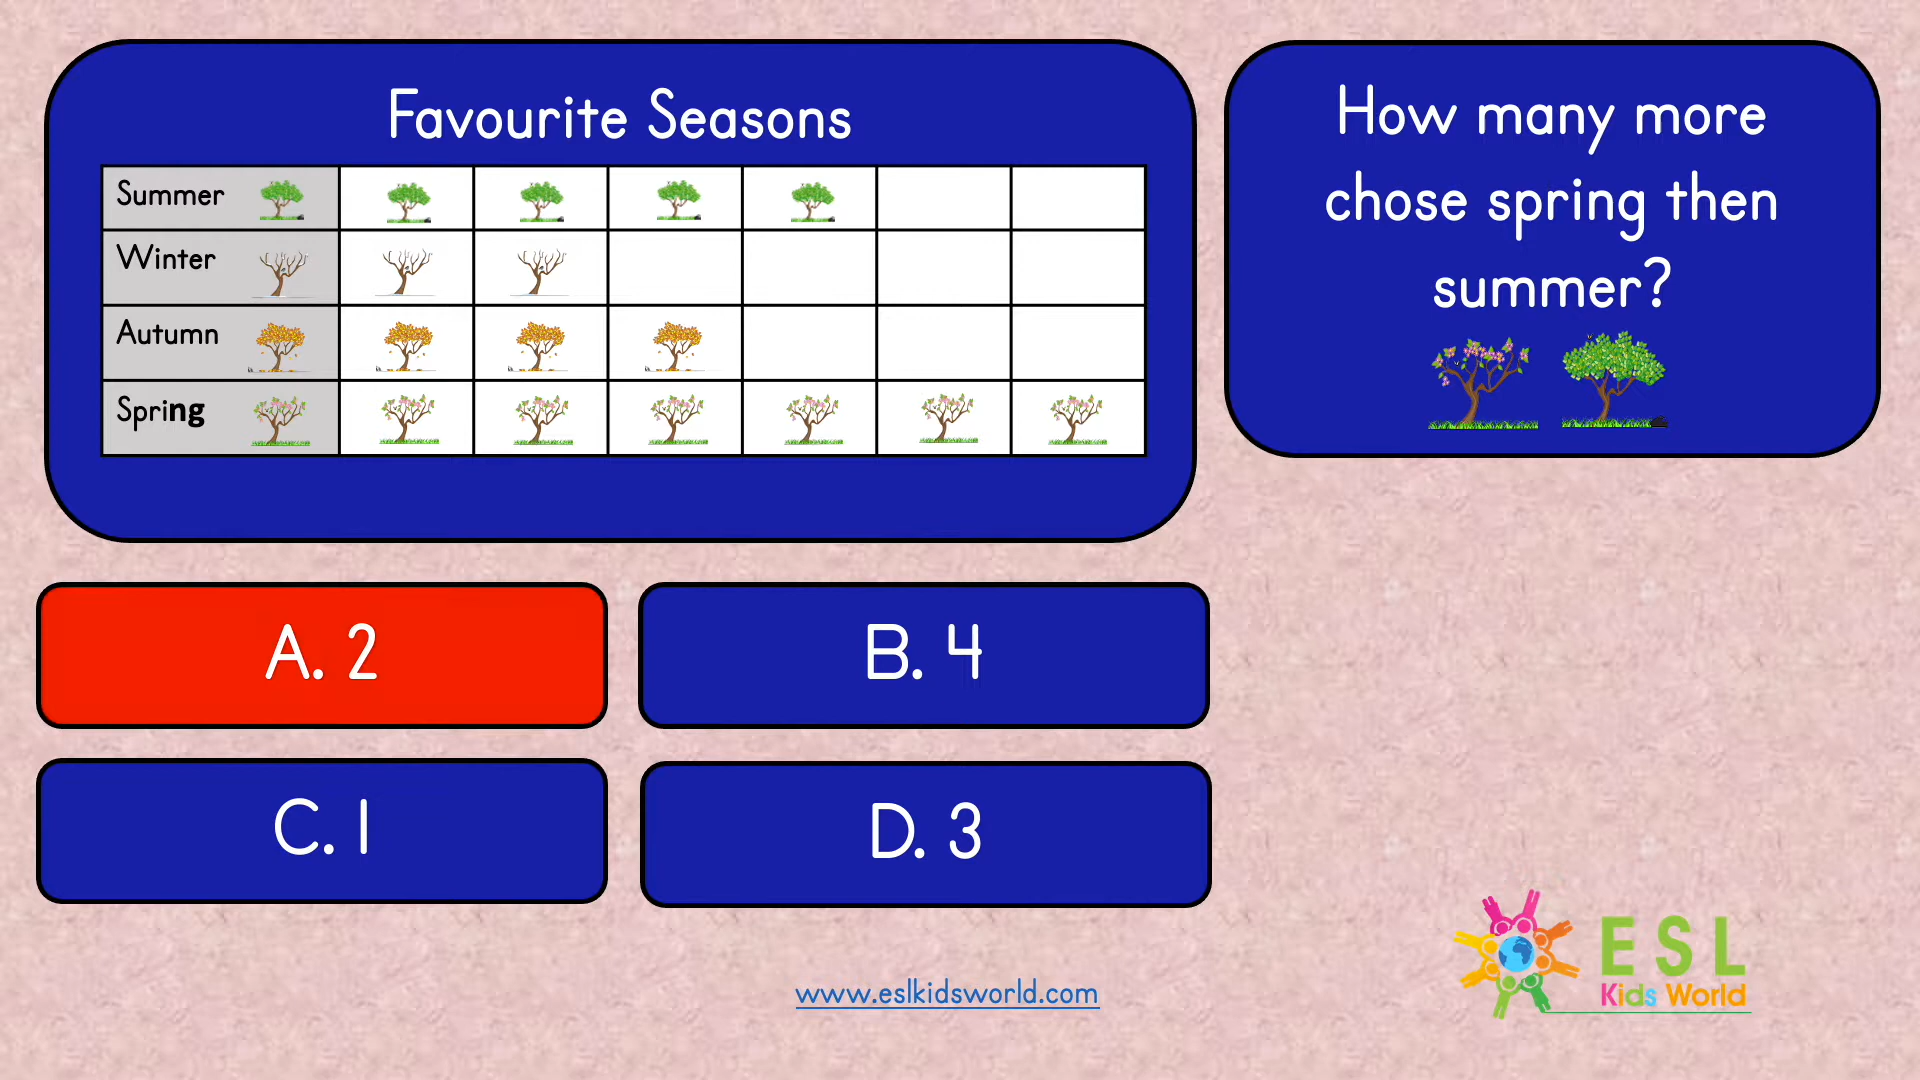 Favourite Seasons
Summer
Winter
Autumn
Spring
How many more
chose spring then
summer?
A. 2
B. 4
C. 1
D. 3
www.eslkidsworld.com
ESL
Kids World